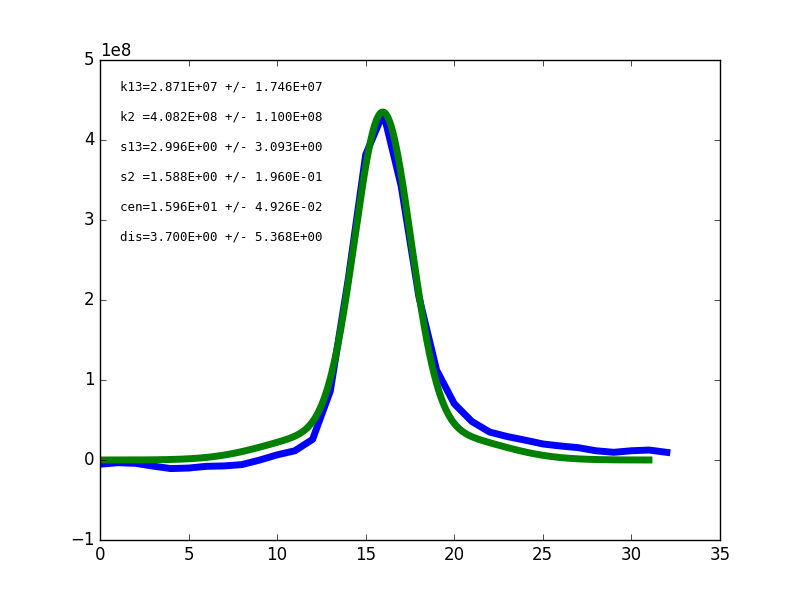 1e8
5
k13=2.871E+07 +/- 1.746E+07
k2 =4.082E+08 +/- 1.100E+08
4
s13=2.996E+00 +/- 3.093E+00
s2 =1.588E+00 +/- 1.960E-01
cen=1.596E+01 +/- 4.926E-02
3
dis=3.700E+00 +/- 5.368E+00
2
1
0
−1
0 5 10 15 20 25 30 35